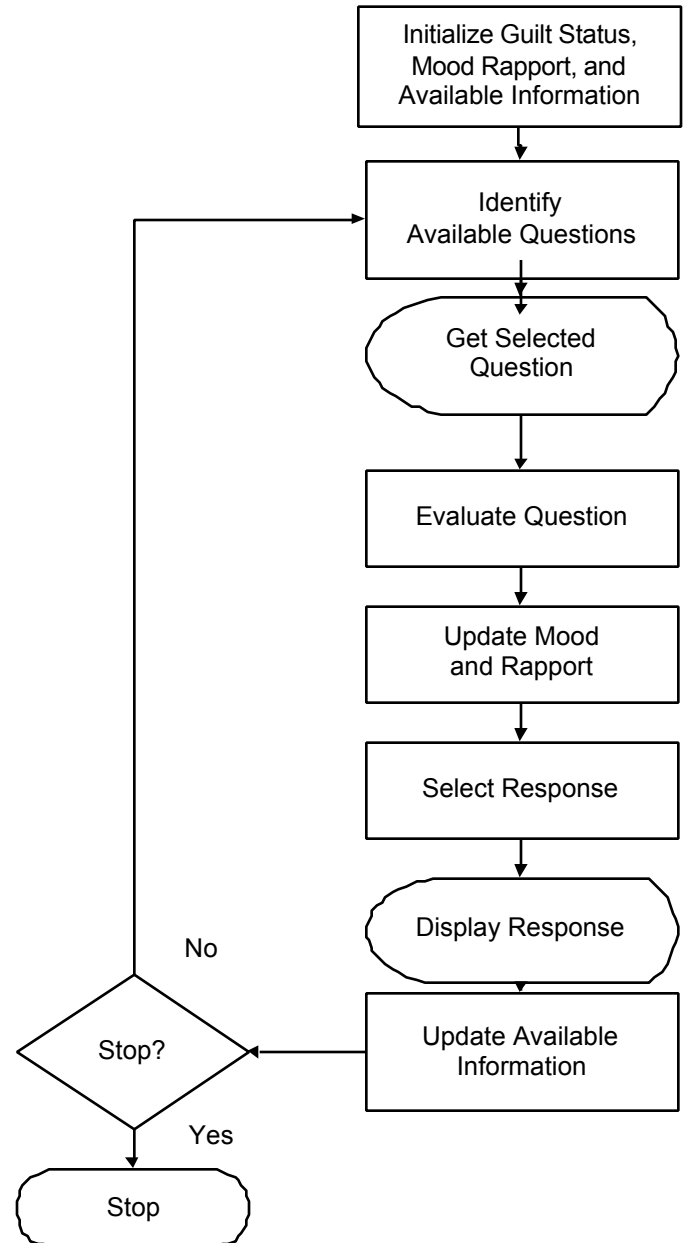 Initialize Guilt Status,
Mood Rapport, and
Available Information
Identify
Available Questions
Get Selected
Question
Evaluate Question
Update Mood
and Rapport
Select Response
Display Response
No
Stop?
Update Available
Information
Yes
Stop